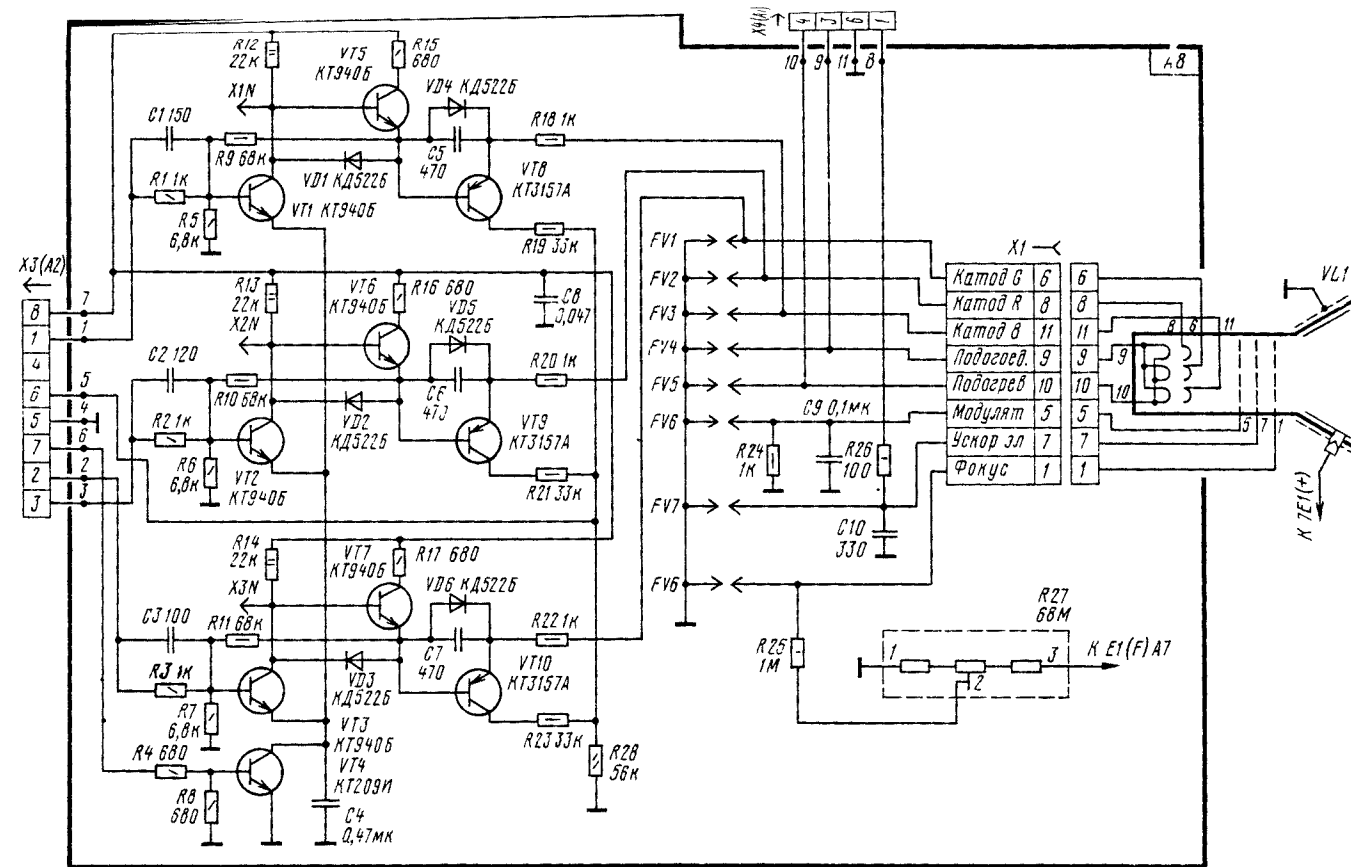 X4(A1)
4 3 6 1
10 9 11 8
A8
R12
22к
VT5
КТ940Б
R15
680
VD4 КД522Б
X1N
C1 150
R9 68к
VD1 КД522Б
C5
470
R18 1к
VT8
КТ3157А
R1 1к
VT1 КТ940Б
R5
6,8к
R19 33к
X3(A2)
8 7
1 1
4
6 5
5 4
7 6
2 2
3 3
R13
22к
VT6
КТ940Б
R16 680
VD5
КД522Б
C8
0,047
X2N
C2 120
R10 68к
VD2
КД522Б
C6
470
R20 1к
VT9
КТ3157А
R2 1к
R6
6,8к
VT2
КТ940Б
R21 33к
R14
22к
VT7
КТ940Б
R17 680
VD6 КД522Б
X3N
C3 100
R11 68к
VD3
КД522Б
C7
470
R22 1к
VT10
КТ3157А
R3 1к
R7
6,8к
VT3
КТ940Б
R23 33к
R28
56к
R4 680
VT4
КТ209И
R8
680
C4
0,47мк
FV1
FV2
FV3
FV4
FV5
FV6
FV7
FV6
C9 0,1мк
R24
1К
R26
100
C10
330
X1
Катод G 6 6
Катод R 8 8
Катод B 11 11
Подогрев. 9 9
Подогрев 10 10
Модулят 5 5
Ускор эл 7 7
Фокус 1 1
VL1
8 6 11
9
10
5 7 1
К 7E1(+)
R25
1М
R27
68М
1 2 3
К E1(F) A7